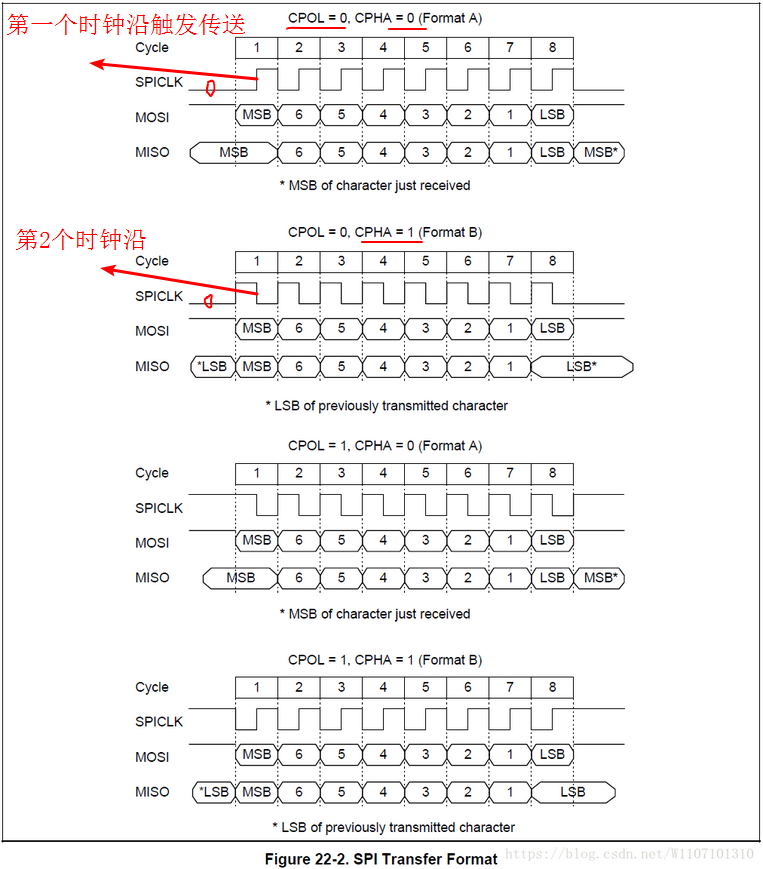 第一个时钟沿触发传送
CPOL = 0, CPHA = 0 (Format A)
Cycle 1 2 3 4 5 6 7 8
SPICLK 0
MOSI MSB 6 5 4 3 2 1 LSB
MISO MSB 6 5 4 3 2 1 LSB MSB*
* MSB of character just received
第2个时钟沿
CPOL = 0, CPHA = 1 (Format B)
Cycle 1 2 3 4 5 6 7 8
SPICLK 0
MOSI MSB 6 5 4 3 2 1 LSB
MISO *LSB MSB 6 5 4 3 2 1 LSB*
* LSB of previously transmitted character
CPOL = 1, CPHA = 0 (Format A)
Cycle 1 2 3 4 5 6 7 8
SPICLK
MOSI MSB 6 5 4 3 2 1 LSB
MISO MSB 6 5 4 3 2 1 LSB MSB*
* MSB of character just received
CPOL = 1, CPHA = 1 (Format B)
Cycle 1 2 3 4 5 6 7 8
SPICLK
MOSI MSB 6 5 4 3 2 1 LSB
MISO *LSB MSB 6 5 4 3 2 1 LSB
* LSB of previously transmitted character
Figure 22-2. SPI Transfer Format
https://blog.csdn.net/W1107101310